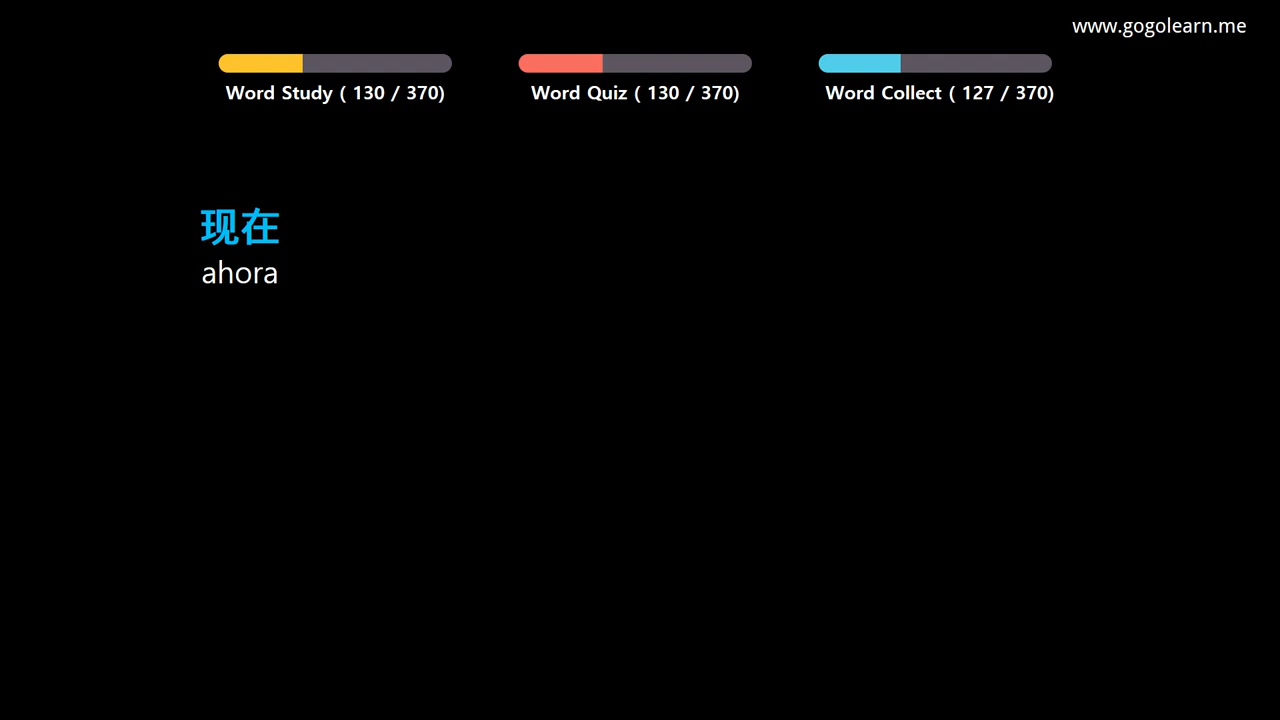 www.gogolearn.me
Word Study ( 130 / 370)
Word Quiz ( 130 / 370)
Word Collect ( 127 / 370)
现在
ahora